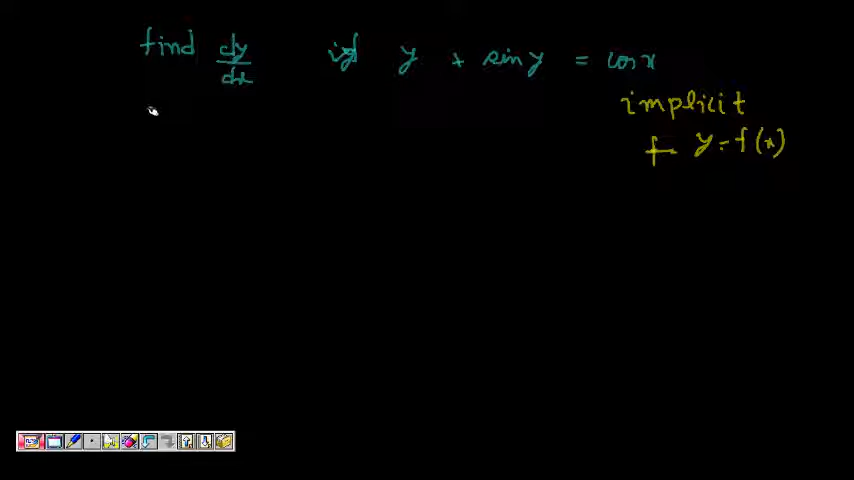 find dy/dx if y + sin y = cos x
implicit
f y = f(x)